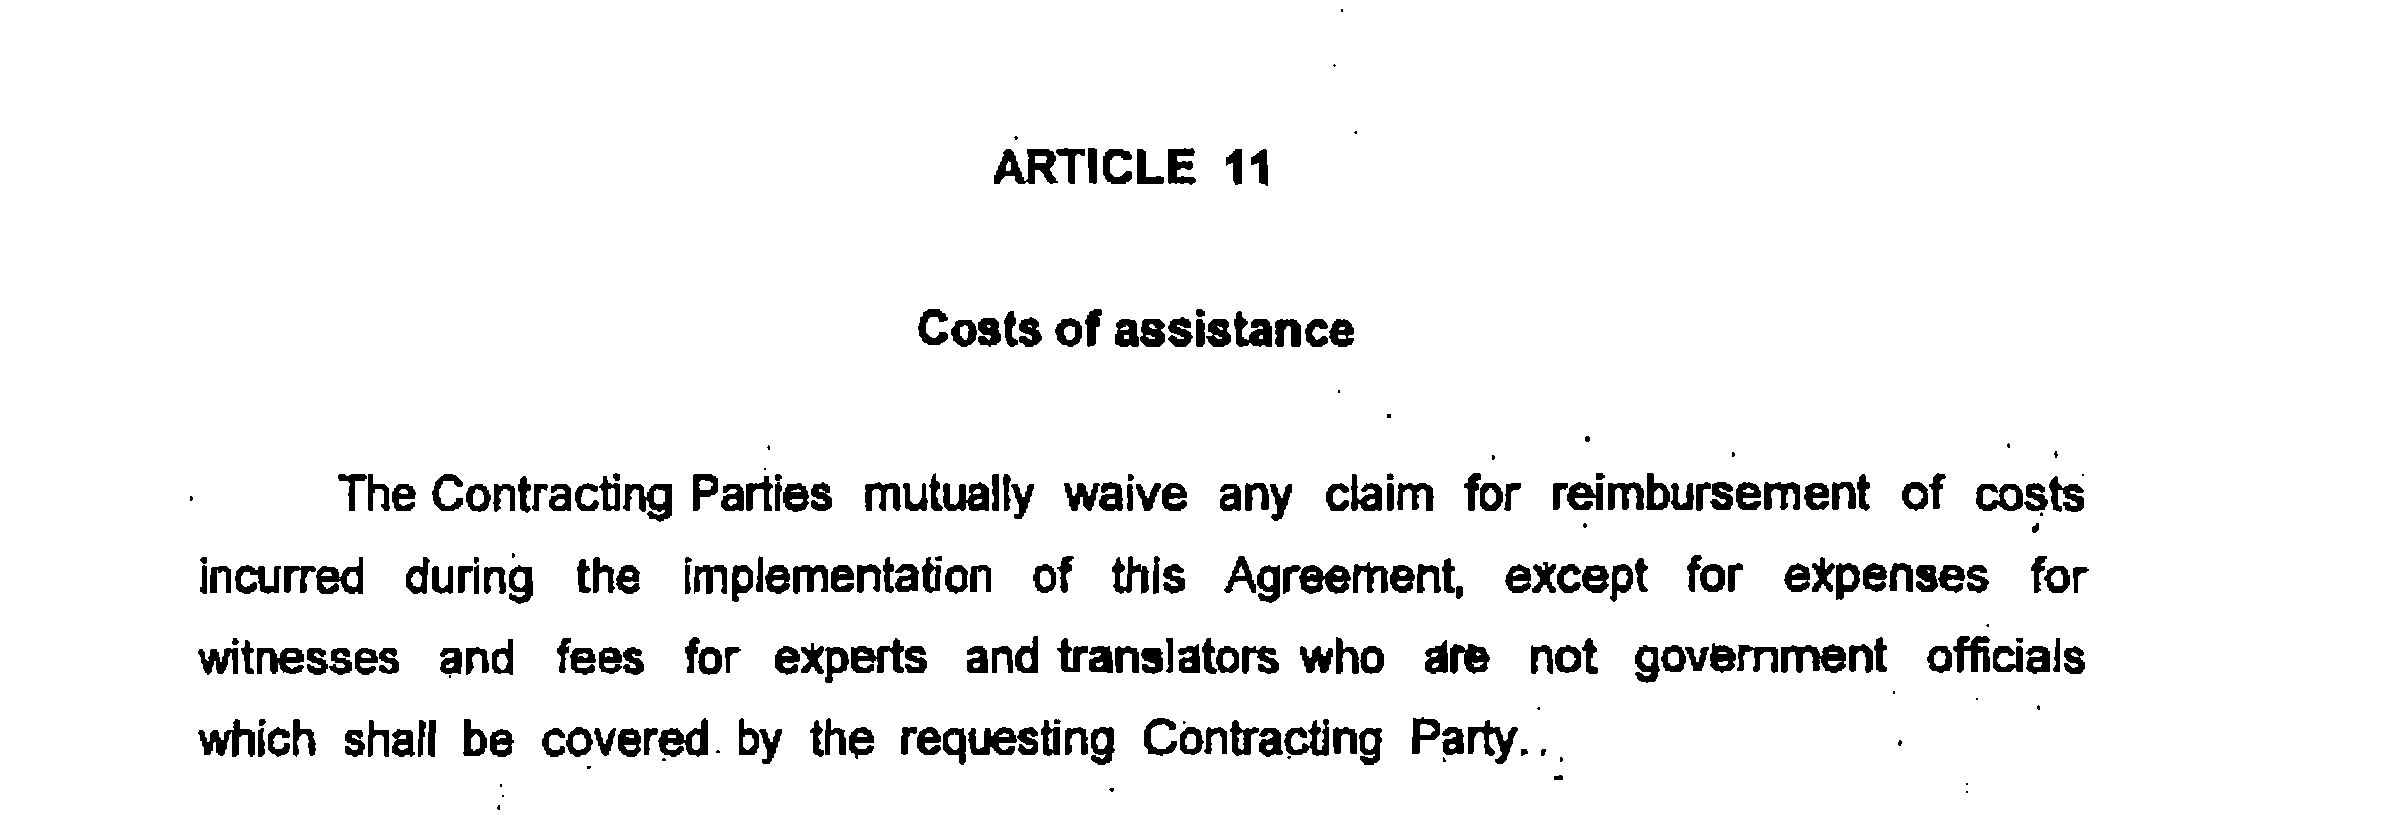 ARTICLE 11
Costs of assistance
The Contracting Parties mutually waive any claim for reimbursement of costs
incurred during the implementation of this Agreement, except for expenses for
witnesses and fees for experts and translators who are not government officials
which shall be covered by the requesting Contracting Party.